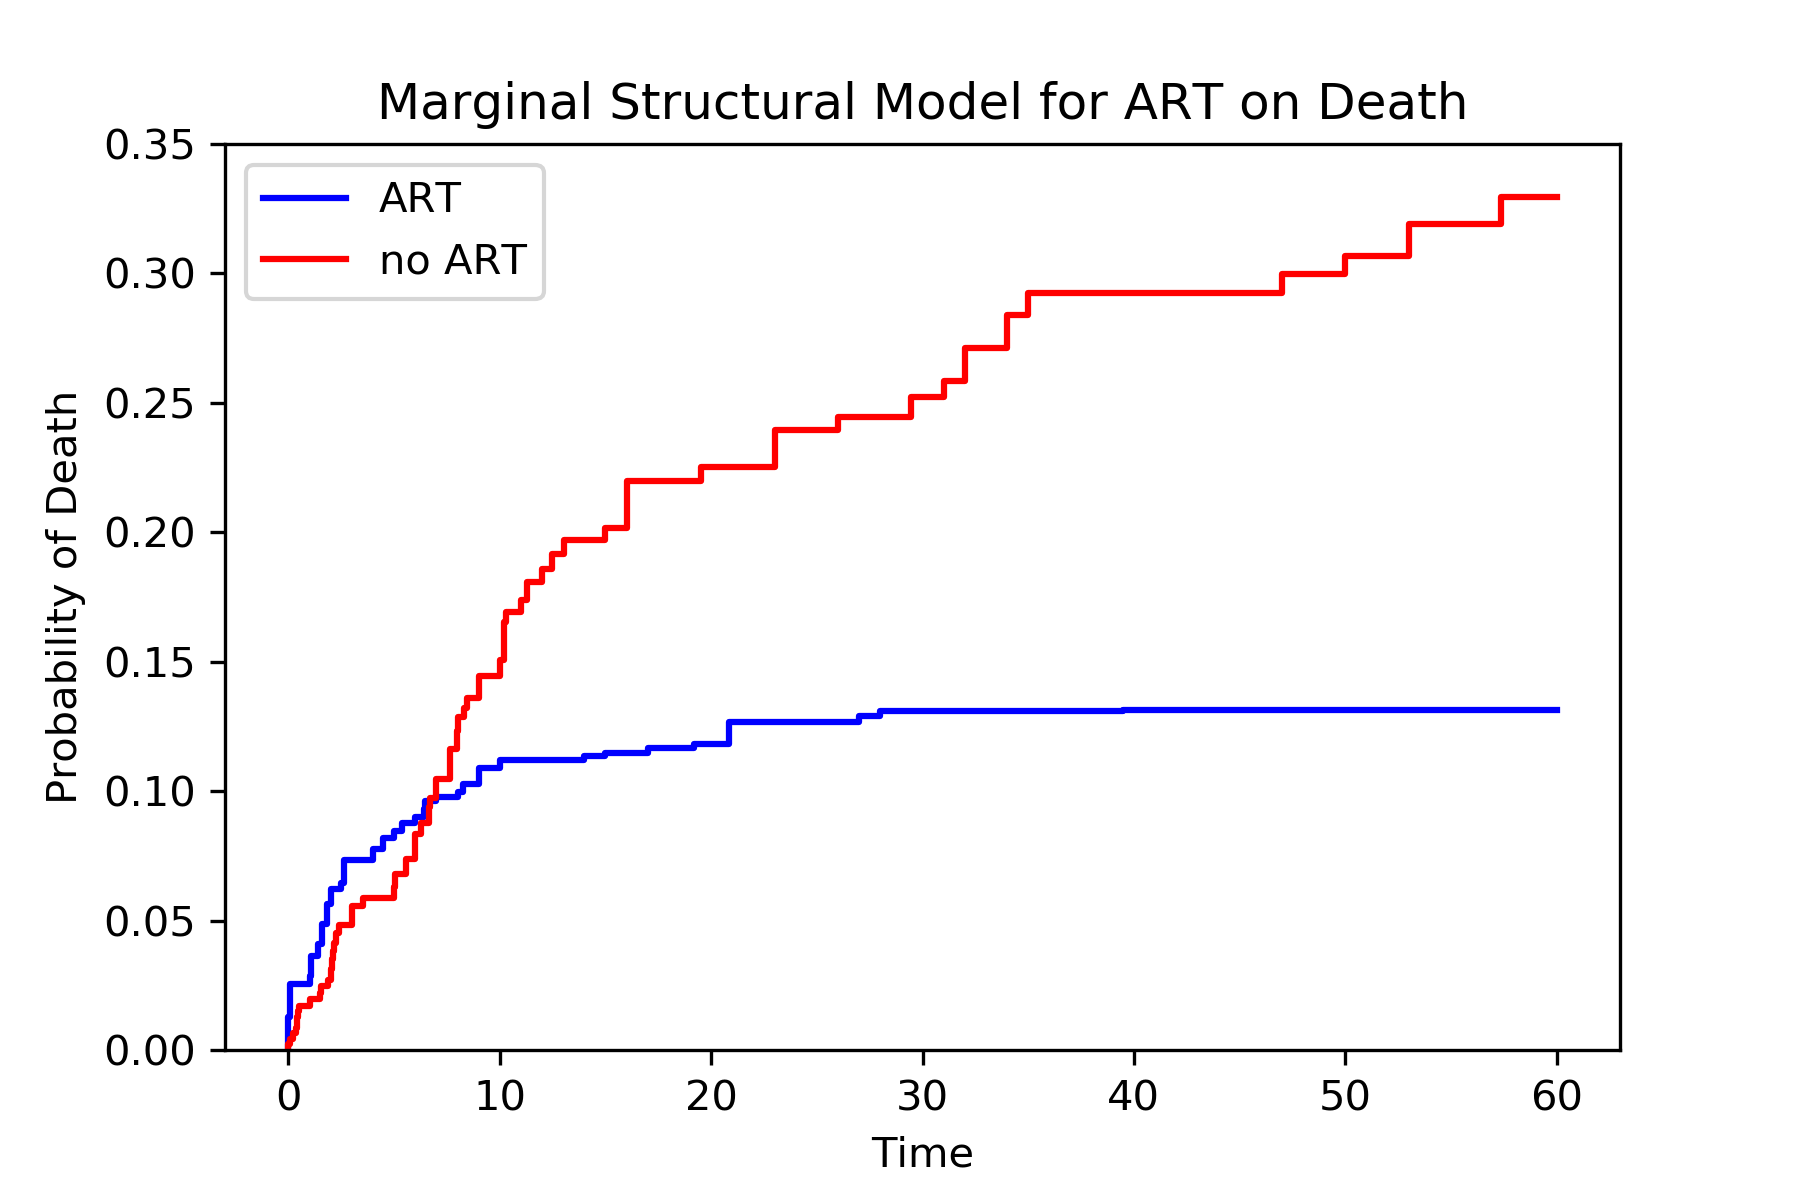 Marginal Structural Model for ART on Death
0.35
0.30
0.25
0.20
0.15
0.10
0.05
0.00
ART
no ART
Probability of Death
0 10 20 30 40 50 60
Time